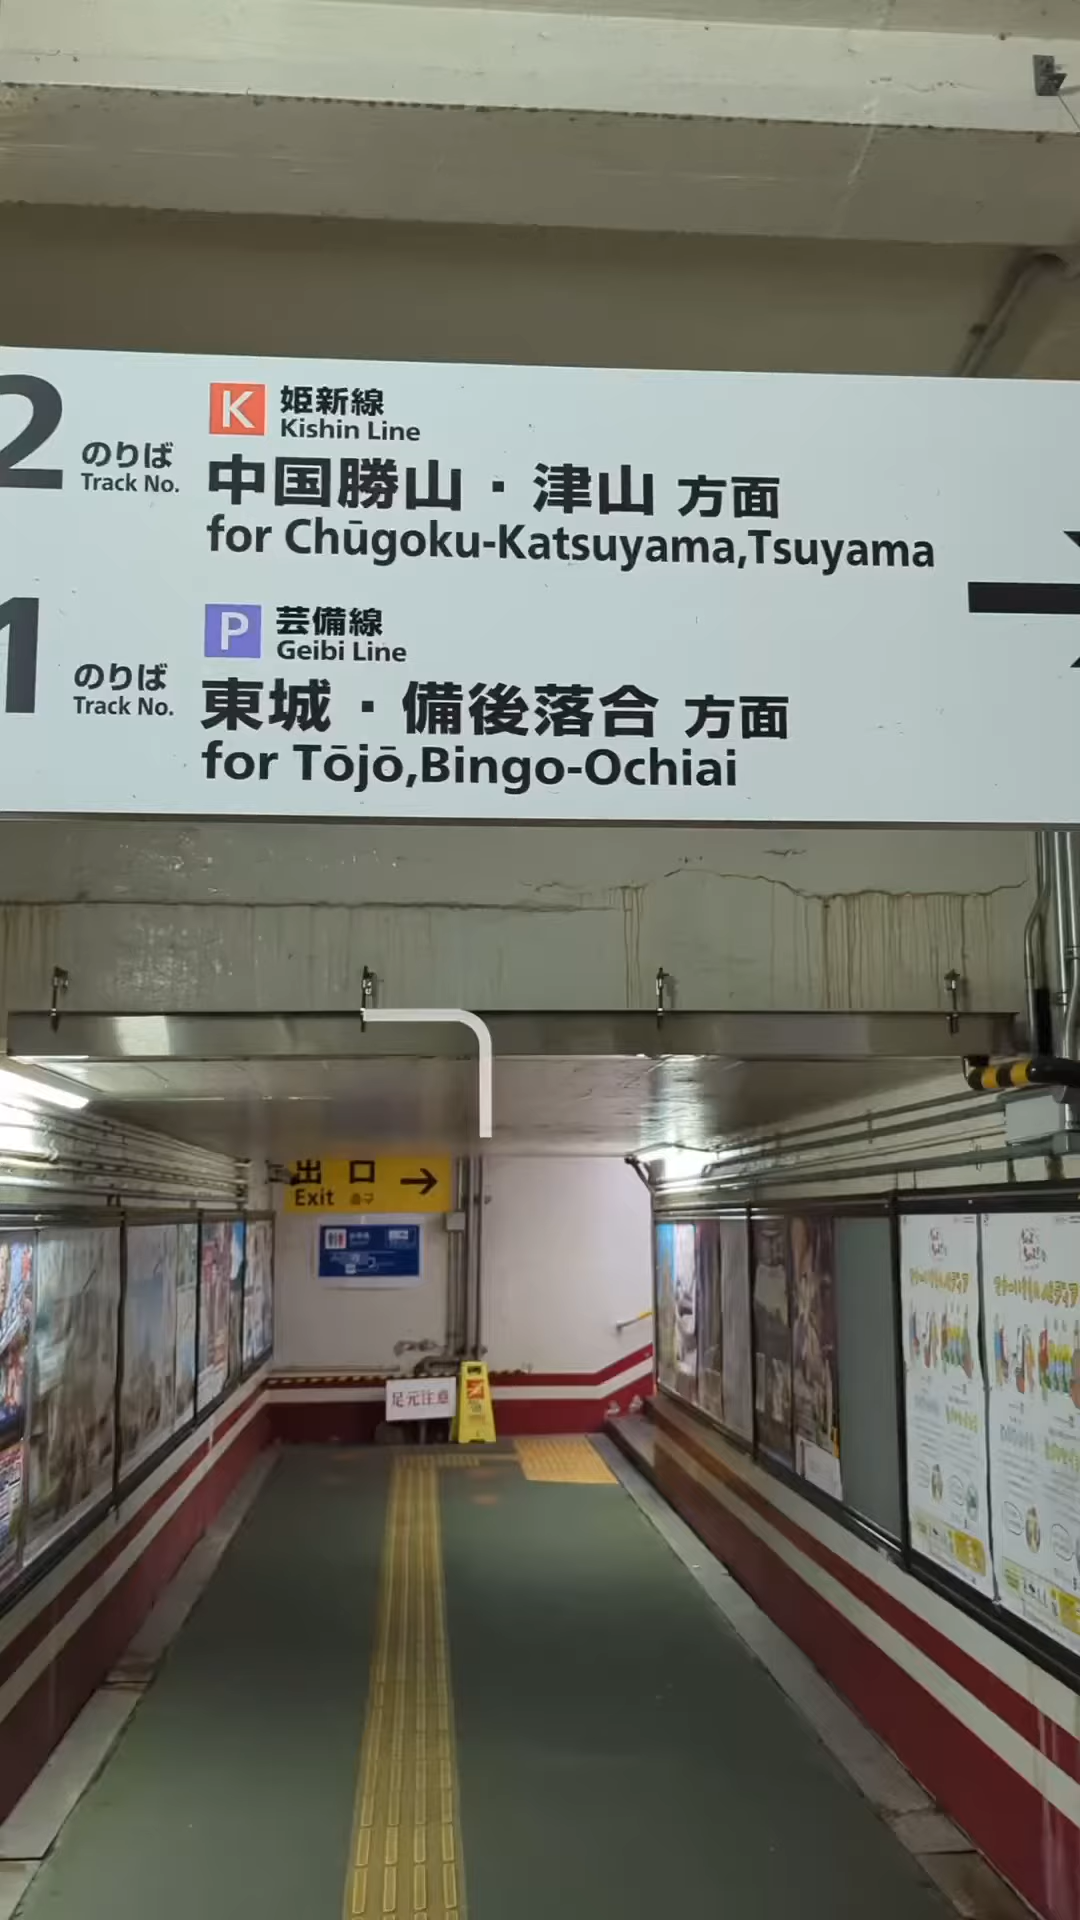 2 のりば
Track No.
K 姫新線
Kishin Line
中国勝山・津山 方面
for Chūgoku-Katsuyama,Tsuyama
1 のりば
Track No.
P 芸備線
Geibi Line
東城・備後落合 方面
for Tōjō,Bingo-Ochiai
出口
Exit
足元注意